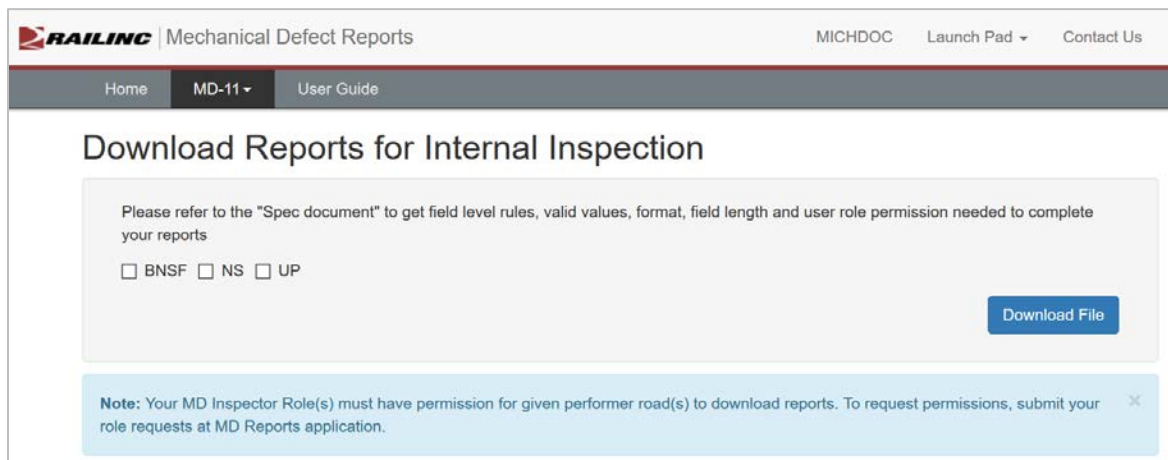 RAILINC Mechanical Defect Reports MICHDOC Launch Pad Contact Us
Home MD-11 User Guide
Download Reports for Internal Inspection
Please refer to the "Spec document" to get field level rules, valid values, format, field length and user role permission needed to complete
your reports
BNSF NS UP
Download File
Note: Your MD Inspector Role(s) must have permission for given performer road(s) to download reports. To request permissions, submit your
role requests at MD Reports application.